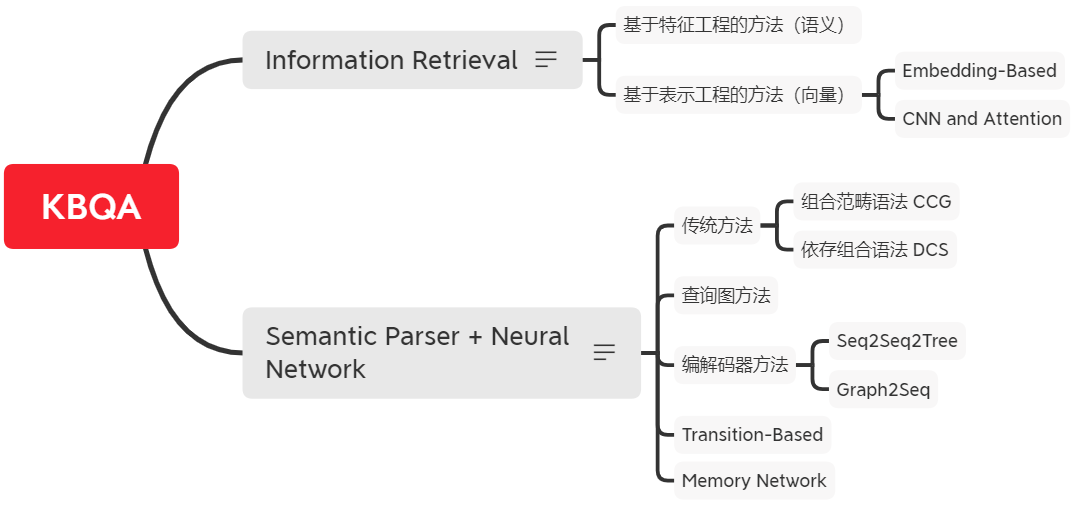 KBQA
Information Retrieval
基于特征工程的方法（语义）
基于表示工程的方法（向量）
Embedding-Based
CNN and Attention
Semantic Parser + Neural
Network
传统方法
组合范畴语法 CCG
依存组合语法 DCS
查询图方法
编解码器方法
Seq2Seq2Tree
Graph2Seq
Transition-Based
Memory Network